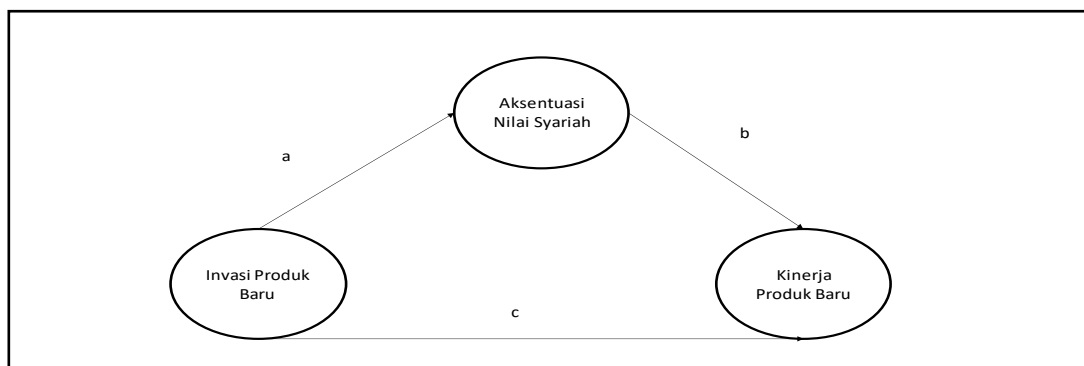 Aksentuasi
Nilai Syariah
a
b
Invasi Produk
Baru
Kinerja
Produk Baru
c